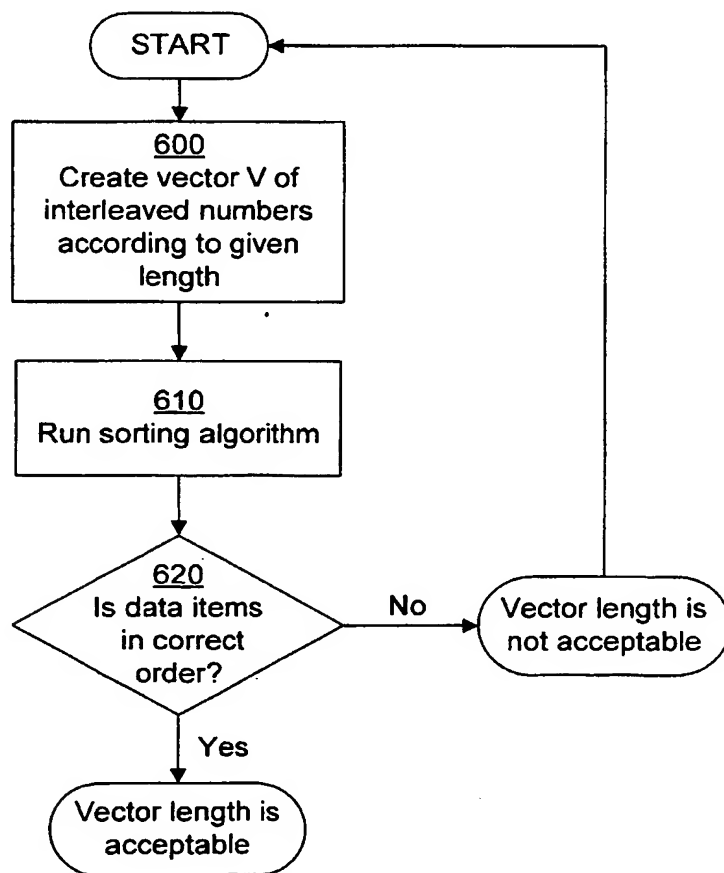 START
600
Create vector V of
interleaved numbers
according to given
length
610
Run sorting algorithm
620
Is data items
in correct
order?
No
Vector length is
not acceptable
Yes
Vector length is
acceptable